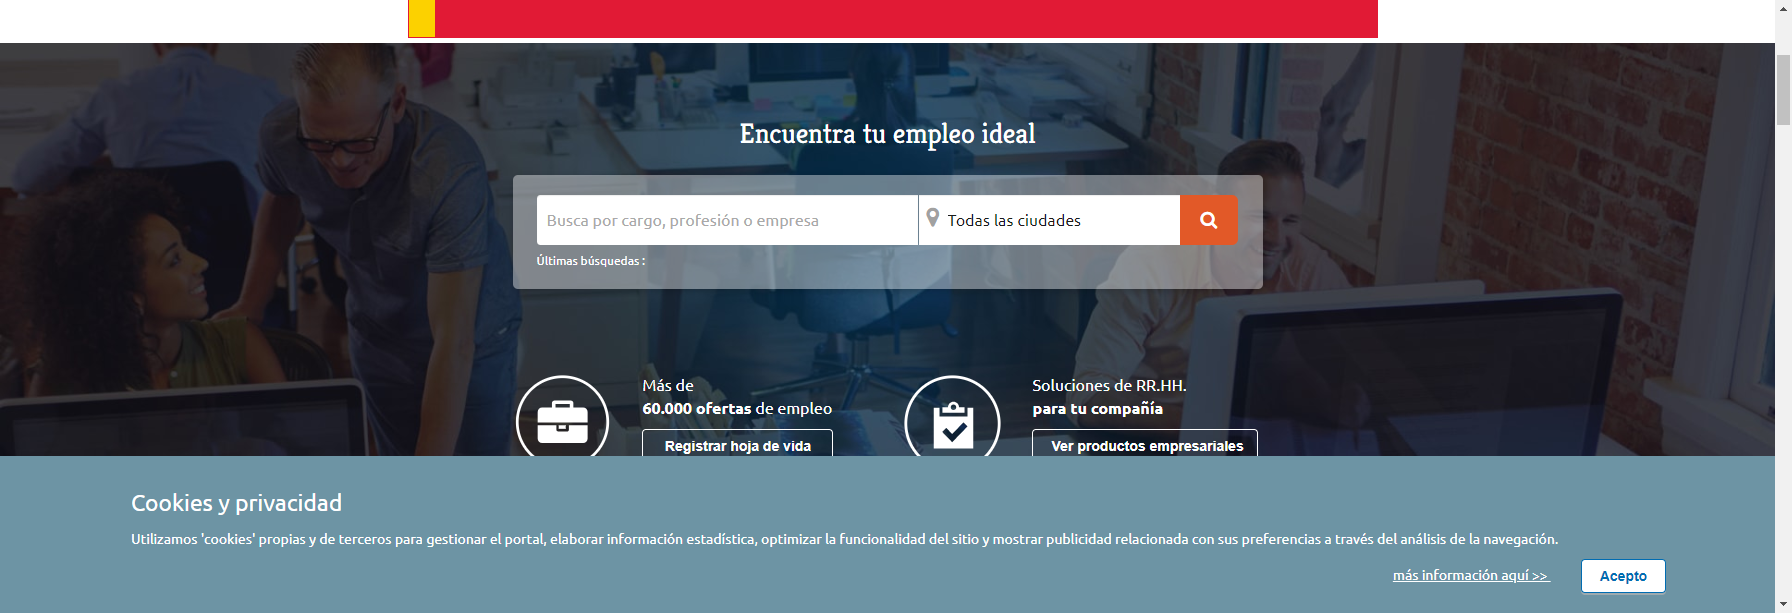 Encuentra tu empleo ideal
Busca por cargo, profesión o empresa
Todas las ciudades
Últimas búsquedas :
Más de
60.000 ofertas de empleo
Registrar hoja de vida
Soluciones de RR.HH.
para tu compañía
Ver productos empresariales
Cookies y privacidad
Utilizamos 'cookies' propias y de terceros para gestionar el portal, elaborar información estadística, optimizar la funcionalidad del sitio y mostrar publicidad relacionada con sus preferencias a través del análisis de la navegación.
más información aquí >>
Acepto